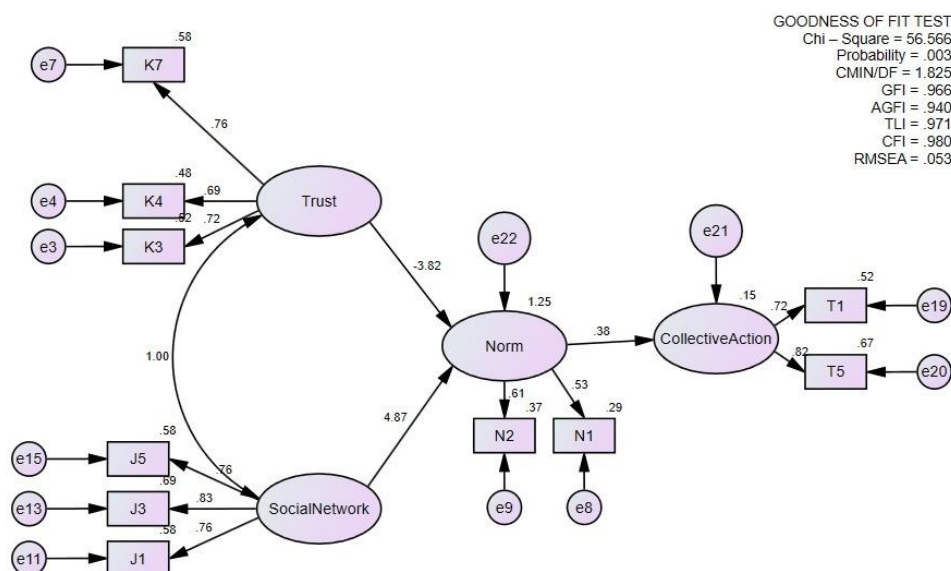 GOODNESS OF FIT TEST
Chi – Square = 56.566
Probability = .003
CMIN/DF = 1.825
GFI = .966
AGFI = .940
TLI = .971
CFI = .980
RMSEA = .053
.58
e7
K7
.76
.48
e4
K4
.69
Trust
.52
e3
K3
.72
e22
e21
-3.82
1.25
.15
.52
.72
T1
e19
1.00
Norm
.38
CollectiveAction
.82
.67
T5
e20
4.87
.61
.37
.53
.29
N2
N1
e9
e8
.58
e15
J5
.76
.69
e13
J3
.83
SocialNetwork
.58
e11
J1
.76